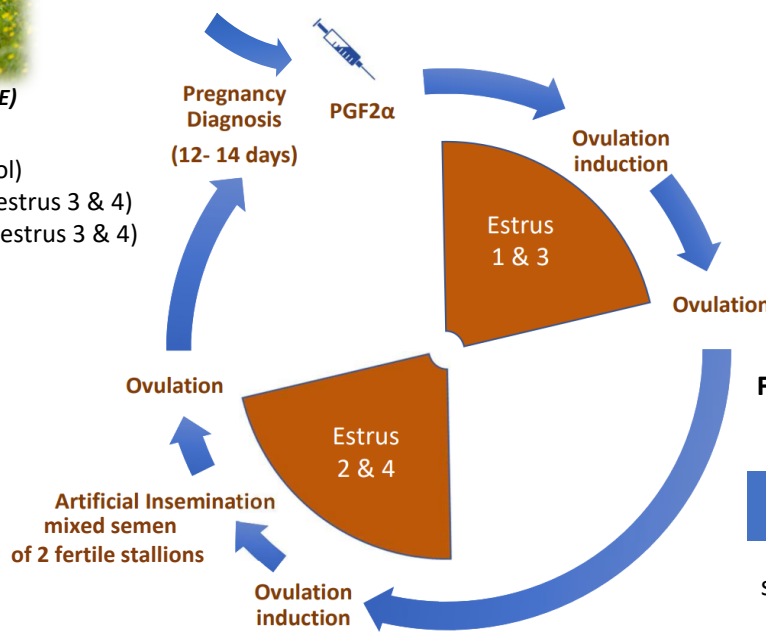 E)
ol)
estrus 3 & 4)
estrus 3 & 4)
Pregnancy
Diagnosis
(12- 14 days)
PGF2α
Ovulation
induction
Estrus
1 & 3
Ovulation
Ovulation
Estrus
2 & 4
Artificial Insemination
mixed semen
of 2 fertile stallions
Ovulation
induction
F
s